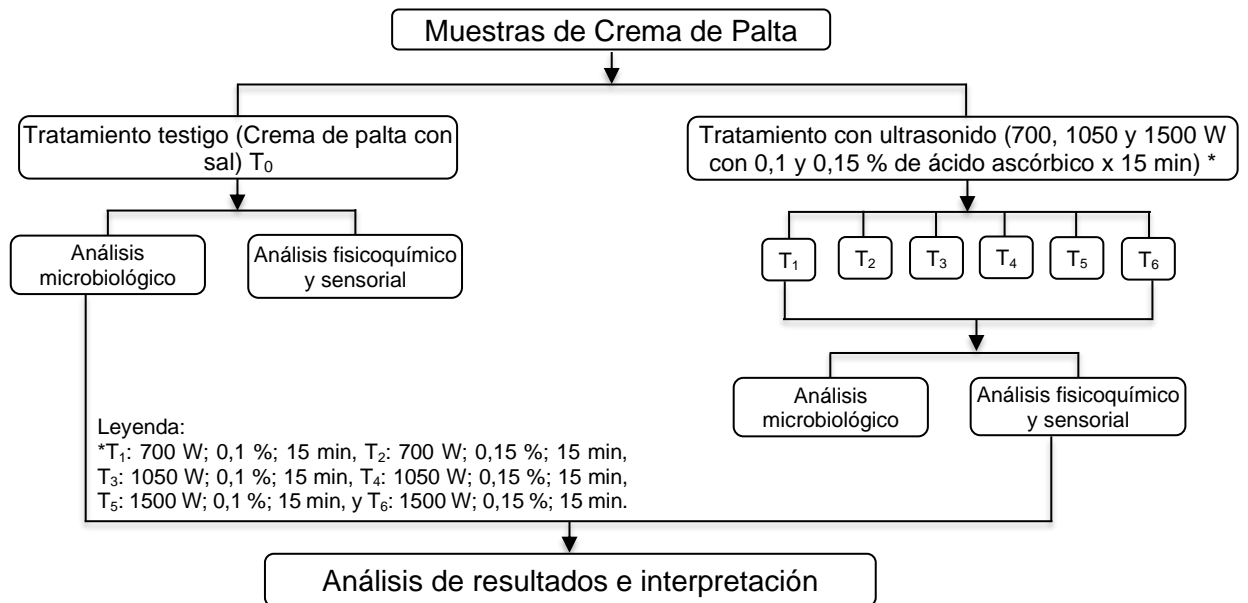 Muestras de Crema de Palta
Tratamiento testigo (Crema de palta con
sal) T₀
Tratamiento con ultrasonido (700, 1050 y 1500 W
con 0,1 y 0,15 % de ácido ascórbico x 15 min) *
Análisis
microbiológico
Análisis fisicoquímico
y sensorial
T₁
T₂
T₃
T₄
T₅
T₆
Análisis
microbiológico
Análisis fisicoquímico
y sensorial
Leyenda:
*T₁: 700 W; 0,1 %; 15 min, T₂: 700 W; 0,15 %; 15 min,
T₃: 1050 W; 0,1 %; 15 min, T₄: 1050 W; 0,15 %; 15 min,
T₅: 1500 W; 0,1 %; 15 min, y T₆: 1500 W; 0,15 %; 15 min.
Análisis de resultados e interpretación